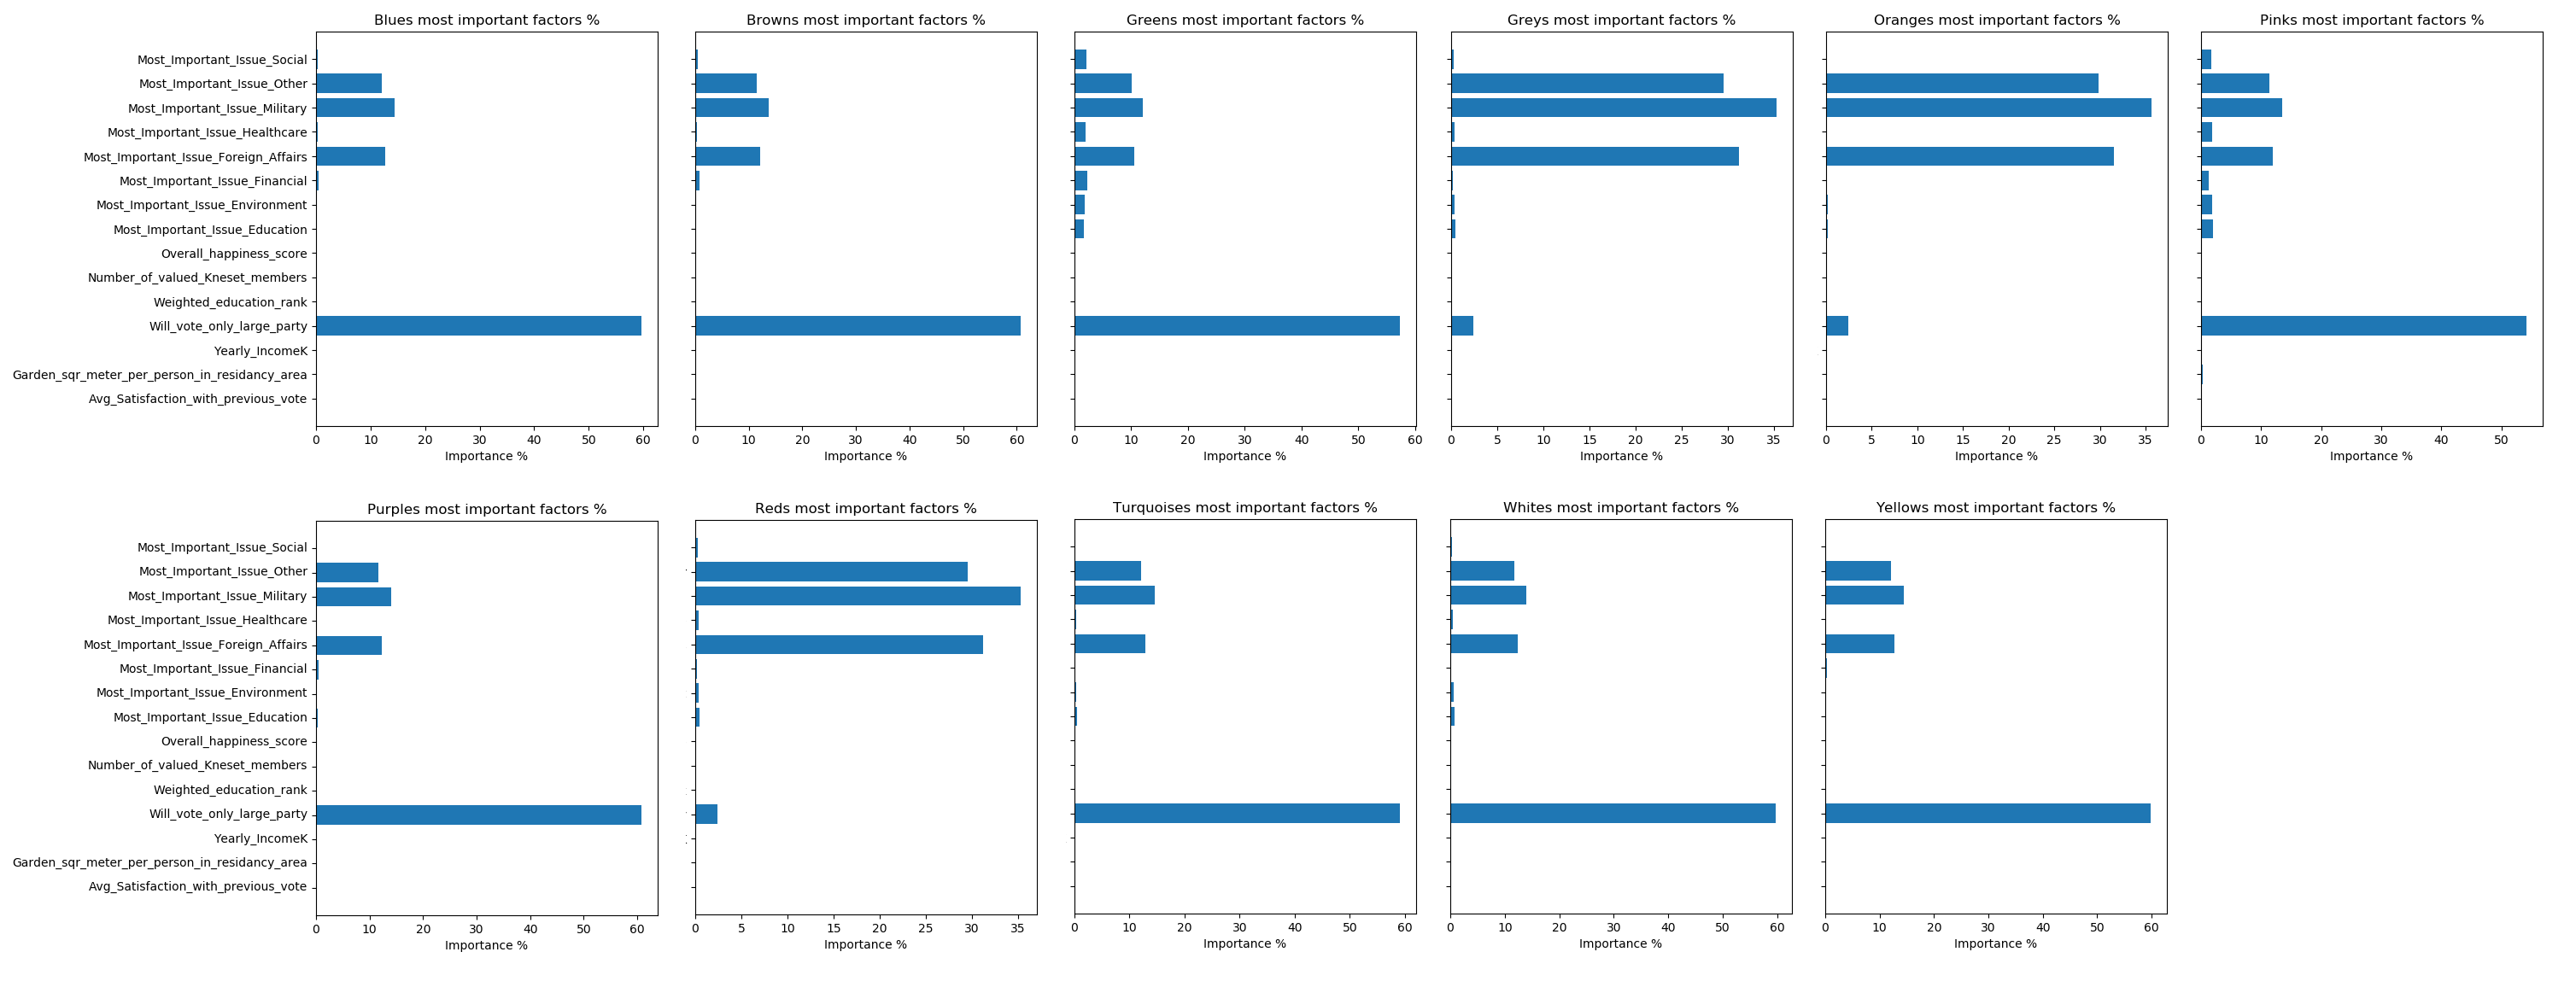 Blues most important factors %
Browns most important factors %
Greens most important factors %
Greys most important factors %
Oranges most important factors %
Pinks most important factors %
Most_Important_Issue_Social
Most_Important_Issue_Other
Most_Important_Issue_Military
Most_Important_Issue_Healthcare
Most_Important_Issue_Foreign_Affairs
Most_Important_Issue_Financial
Most_Important_Issue_Environment
Most_Important_Issue_Education
Overall_happiness_score
Number_of_valued_Kneset_members
Weighted_education_rank
Will_vote_only_large_party
Yearly_IncomeK
Garden_sqr_meter_per_person_in_residancy_area
Avg_Satisfaction_with_previous_vote
0 10 20 30 40 50 60
0 10 20 30 40 50 60
0 10 20 30 40 50 60
0 5 10 15 20 25 30 35
0 5 10 15 20 25 30 35
0 10 20 30 40 50
Importance %
Importance %
Importance %
Importance %
Importance %
Importance %
Purples most important factors %
Reds most important factors %
Turquoises most important factors %
Whites most important factors %
Yellows most important factors %
Most_Important_Issue_Social
Most_Important_Issue_Other
Most_Important_Issue_Military
Most_Important_Issue_Healthcare
Most_Important_Issue_Foreign_Affairs
Most_Important_Issue_Financial
Most_Important_Issue_Environment
Most_Important_Issue_Education
Overall_happiness_score
Number_of_valued_Kneset_members
Weighted_education_rank
Will_vote_only_large_party
Yearly_IncomeK
Garden_sqr_meter_per_person_in_residancy_area
Avg_Satisfaction_with_previous_vote
0 10 20 30 40 50 60
0 5 10 15 20 25 30 35
0 10 20 30 40 50 60
0 10 20 30 40 50 60
0 10 20 30 40 50 60
Importance %
Importance %
Importance %
Importance %
Importance %